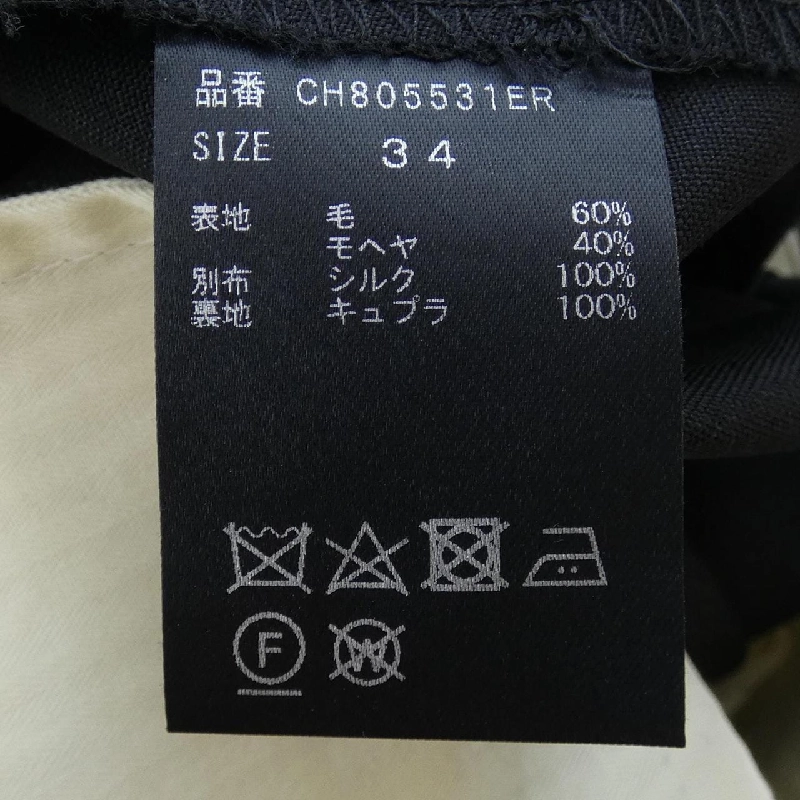 品番 CH805531ER
SIZE 34
表地 毛 60%
モヘヤ 40%
別布 シルク 100%
裏地 キュプラ 100%
F
W